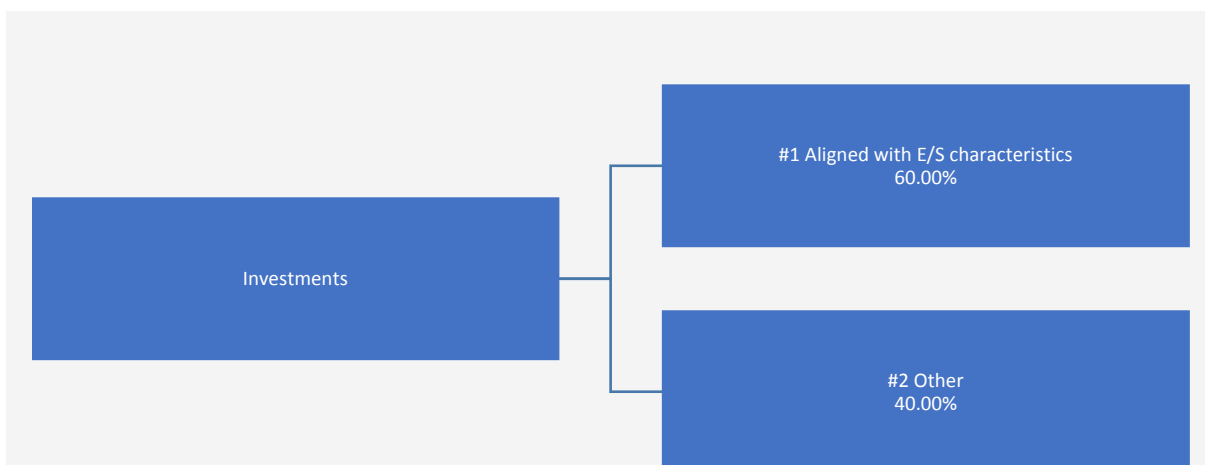 #1 Aligned with E/S characteristics
60.00%
Investments
#2 Other
40.00%